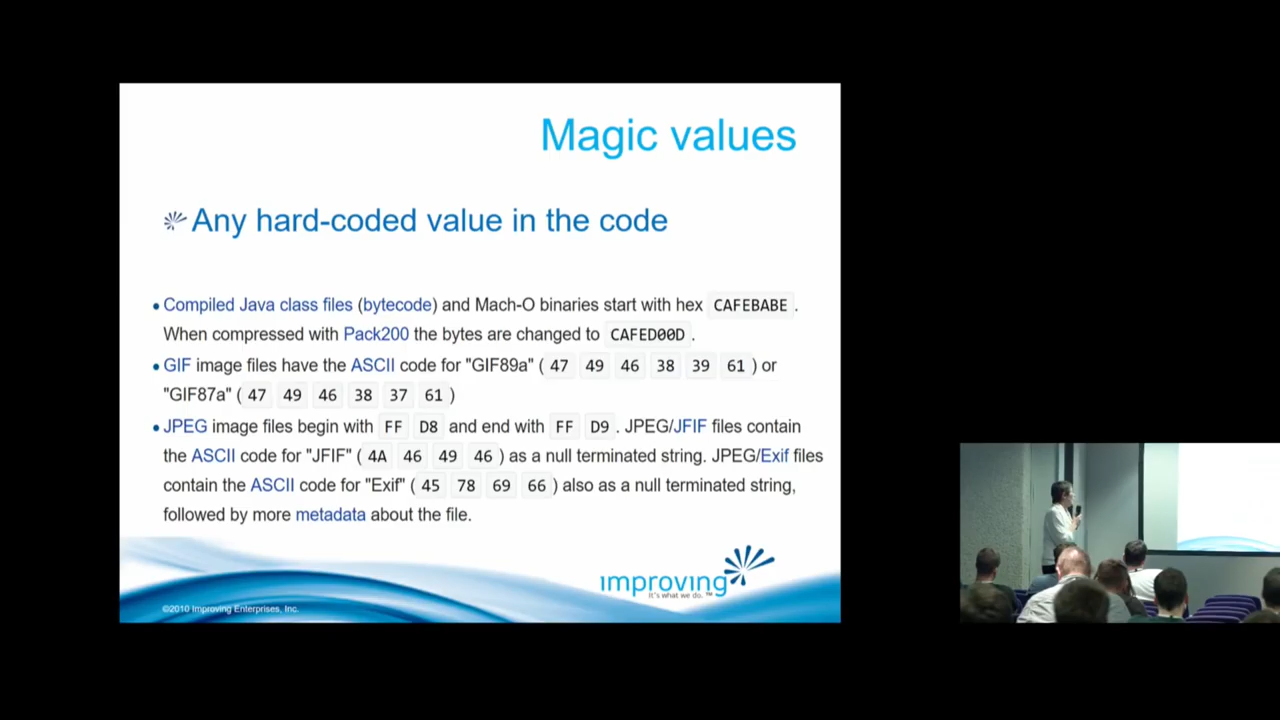 Magic values
Any hard-coded value in the code
• Compiled Java class files (bytecode) and Mach-O binaries start with hex CAFEBABE .
When compressed with Pack200 the bytes are changed to CAFED00D .
• GIF image files have the ASCII code for "GIF89a" ( 47 49 46 38 39 61 ) or
"GIF87a" ( 47 49 46 38 37 61 )
• JPEG image files begin with FF D8 and end with FF D9 . JPEG/JFIF files contain
the ASCII code for "JFIF" ( 4A 46 49 46 ) as a null terminated string. JPEG/Exif files
contain the ASCII code for "Exif" ( 45 78 69 66 ) also as a null terminated string,
followed by more metadata about the file.
improving
It's what we do. ™
©2010 Improving Enterprises, Inc.